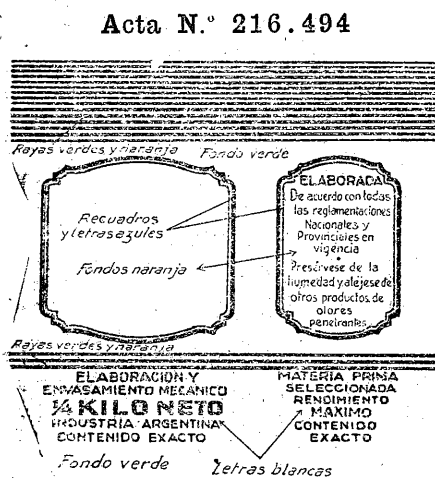 Acta N.º 216.494
Rayas verdes y naranja
Fondo verde
Recuadros
y letras azules
Fondos naranja
ELABORADA
De acuerdo con todas
las reglamentaciones
Nacionales y
Provinciales en
vigencia
•
Presérvese de la
humedad y aléjese de
otros productos de
olores
penetrantes
Rayas verdes y naranja
ELABORACION Y
ENVASAMIENTO MECANICO
¼ KILO NETO
INDUSTRIA ARGENTINA
CONTENIDO EXACTO
MATERIA PRIMA
SELECCIONADA
RENDIMIENTO
MAXIMO
CONTENIDO
EXACTO
Fondo verde
Letras blancas